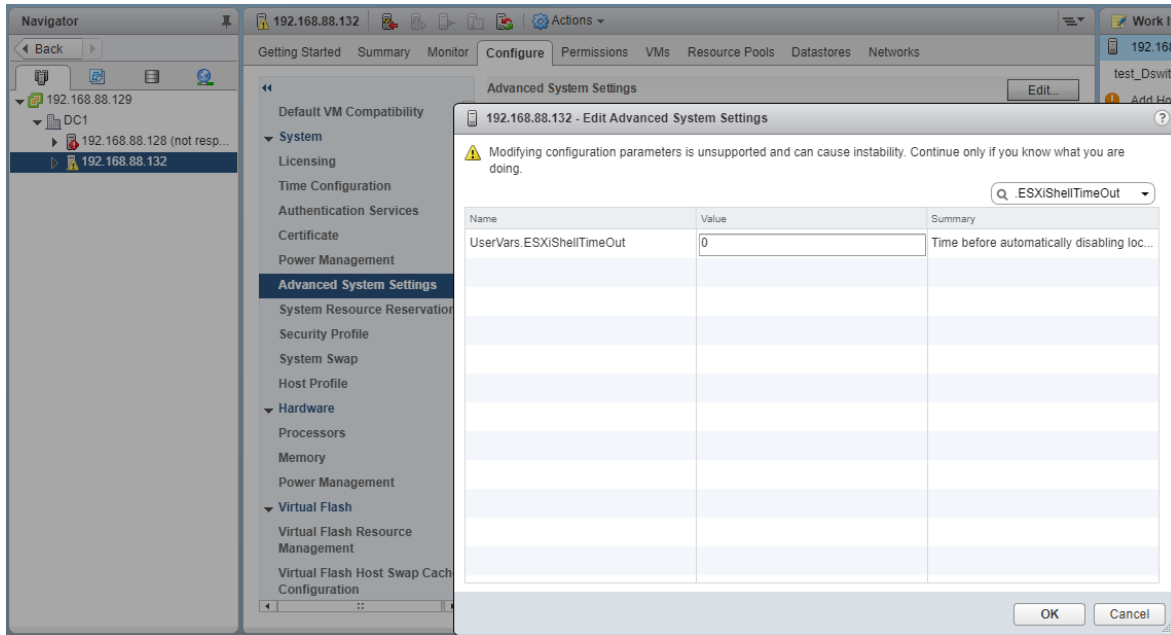 Navigator
Back
192.168.88.129
DC1
192.168.88.128 (not resp...
192.168.88.132
192.168.88.132 Actions
Getting Started Summary Monitor Configure Permissions VMs Resource Pools Datastores Networks
Advanced System Settings
Edit...
Default VM Compatibility
System
Licensing
Time Configuration
Authentication Services
Certificate
Power Management
Advanced System Settings
System Resource Reservation
Security Profile
System Swap
Host Profile
Hardware
Processors
Memory
Power Management
Virtual Flash
Virtual Flash Resource
Management
Virtual Flash Host Swap Cach
Configuration
192.168.88.132 - Edit Advanced System Settings
?
Modifying configuration parameters is unsupported and can cause instability. Continue only if you know what you are
doing.
.ESXiShellTimeOut
Name Value Summary
UserVars.ESXiShellTimeOut 0 Time before automatically disabling loc...
OK Cancel
Work I
192.168
test_Dswit
Add Ho